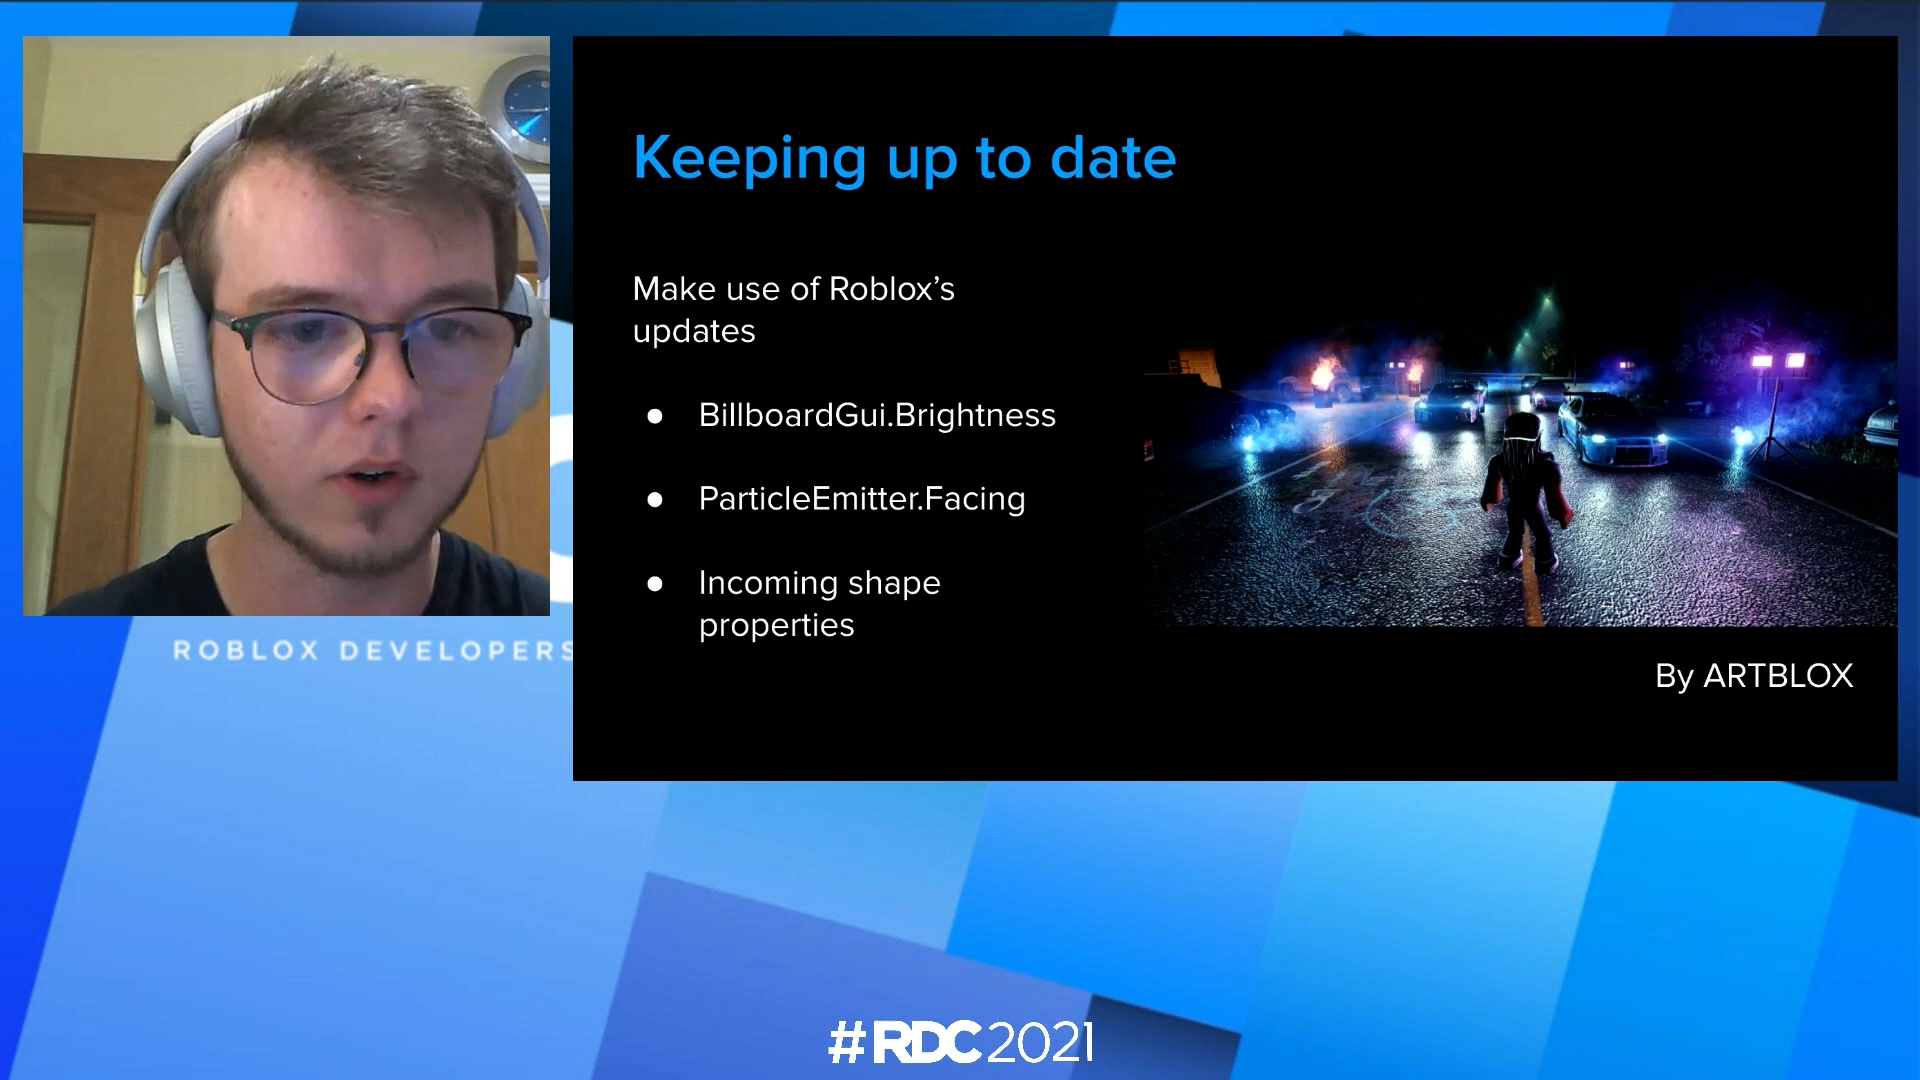 Keeping up to date
Make use of Roblox’s
updates
● BillboardGui.Brightness
● ParticleEmitter.Facing
● Incoming shape
properties
By ARTBLOX
ROBLOX DEVELOPERS
#RDC2021